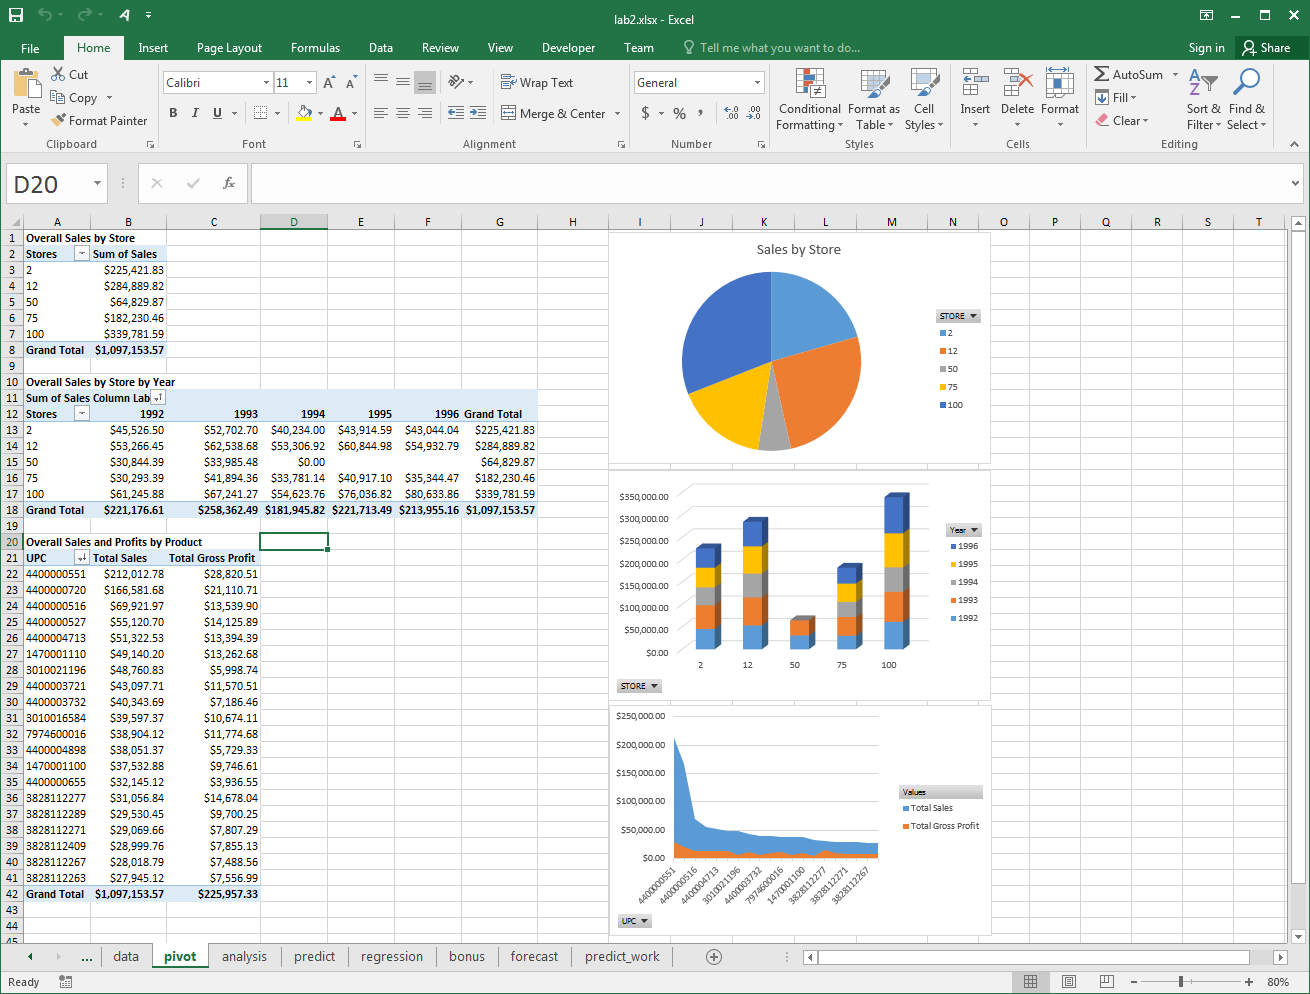 lab2.xlsx - Excel
File Home Insert Page Layout Formulas Data Review View Developer Team Tell me what you want to do... Sign in Share
Paste
Cut
Copy
Format Painter
Clipboard
Calibri 11
B I U
Font
Wrap Text
Merge & Center
Alignment
General
$ % ,
Number
Conditional Formatting
Format as Table
Cell Styles
Styles
Insert
Delete
Format
Cells
AutoSum
Fill
Clear
Sort & Filter
Find & Select
Editing
D20 fx
A B C D E F G H I J K L M N O P Q R S T
1 Overall Sales by Store
2 Stores Sum of Sales
3 2 $225,421.83
4 12 $284,889.82
5 50 $64,829.87
6 75 $182,230.46
7 100 $339,781.59
8 Grand Total $1,097,153.57
9
10 Overall Sales by Store by Year
11 Sum of Sales Column Lab
12 Stores 1992 1993 1994 1995 1996 Grand Total
13 2 $45,526.50 $52,702.70 $40,234.00 $43,914.59 $43,044.04 $225,421.83
14 12 $53,266.45 $62,538.68 $53,306.92 $60,844.98 $54,932.79 $284,889.82
15 50 $30,844.39 $33,985.48 $0.00 $64,829.87
16 75 $30,293.39 $41,894.36 $33,781.14 $40,917.10 $35,344.47 $182,230.46
17 100 $61,245.88 $67,241.27 $54,623.76 $76,036.82 $80,633.86 $339,781.59
18 Grand Total $221,176.61 $258,362.49 $181,945.82 $221,713.49 $213,955.16 $1,097,153.57
19
20 Overall Sales and Profits by Product
21 UPC Total Sales Total Gross Profit
22 4400000551 $212,012.78 $28,820.51
23 4400000720 $166,581.68 $21,110.71
24 4400000516 $69,921.97 $13,539.90
25 4400000527 $55,120.70 $14,125.89
26 4400004713 $51,322.53 $13,394.39
27 1470001110 $49,140.20 $13,262.68
28 3010021196 $48,760.83 $5,998.74
29 4400003721 $43,097.71 $11,570.51
30 4400003732 $40,343.69 $7,186.46
31 3010016584 $39,597.37 $10,674.11
32 7974600016 $38,904.12 $11,774.68
33 4400004898 $38,051.37 $5,729.33
34 1470001100 $37,532.88 $9,746.61
35 4400000655 $32,145.12 $3,936.55
36 3828112277 $31,056.84 $14,678.04
37 3828112289 $29,530.45 $9,700.25
38 3828112271 $29,069.66 $7,807.29
39 3828112409 $28,999.76 $7,855.13
40 3828112267 $28,018.79 $7,488.56
41 3828112263 $27,945.12 $7,556.99
42 Grand Total $1,097,153.57 $225,957.33
43
44
45
Sales by Store
STORE
2
12
50
75
100
$350,000.00
$300,000.00
$250,000.00
$200,000.00
$150,000.00
$100,000.00
$50,000.00
$0.00
2 12 50 75 100
STORE
Year
1996
1995
1994
1993
1992
$250,000.00
$200,000.00
$150,000.00
$100,000.00
$50,000.00
$0.00
4400000551 4400000516 4400004713 3010021196 4400003732 7974600016 1470001100 3828112277 3828112271 3828112267
UPC
Values
Total Sales
Total Gross Profit
... data pivot analysis predict regression bonus forecast predict_work
Ready 80%